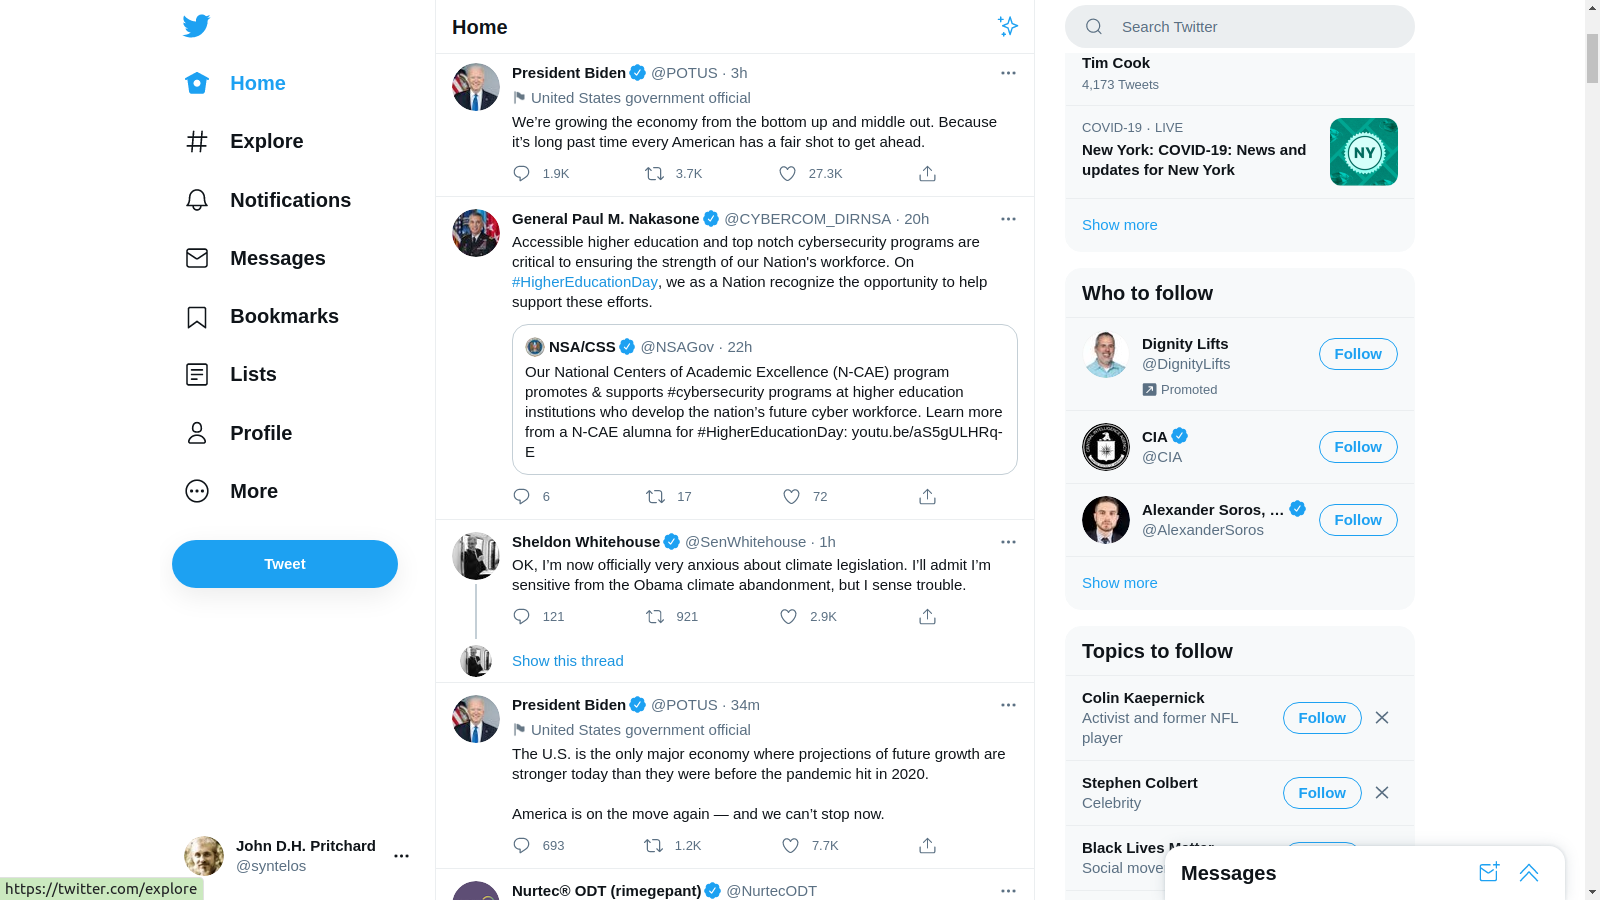 Home
Explore
Notifications
Messages
Bookmarks
Lists
Profile
More
Tweet
John D.H. Pritchard
@syntelos
https://twitter.com/explore
Home
President Biden @POTUS · 3h
United States government official
We’re growing the economy from the bottom up and middle out. Because
it’s long past time every American has a fair shot to get ahead.
1.9K 3.7K 27.3K
General Paul M. Nakasone @CYBERCOM_DIRNSA · 20h
Accessible higher education and top notch cybersecurity programs are
critical to ensuring the strength of our Nation's workforce. On
#HigherEducationDay, we as a Nation recognize the opportunity to help
support these efforts.
NSA/CSS @NSAGov · 22h
Our National Centers of Academic Excellence (N-CAE) program
promotes & supports #cybersecurity programs at higher education
institutions who develop the nation’s future cyber workforce. Learn more
from a N-CAE alumna for #HigherEducationDay: youtu.be/aS5gULHRq-
E
6 17 72
Sheldon Whitehouse @SenWhitehouse · 1h
OK, I’m now officially very anxious about climate legislation. I’ll admit I’m
sensitive from the Obama climate abandonment, but I sense trouble.
121 921 2.9K
Show this thread
President Biden @POTUS · 34m
United States government official
The U.S. is the only major economy where projections of future growth are
stronger today than they were before the pandemic hit in 2020.
America is on the move again — and we can’t stop now.
693 1.2K 7.7K
Nurtec® ODT (rimegepant) @NurtecODT
Search Twitter
Tim Cook
4,173 Tweets
COVID-19 · LIVE
New York: COVID-19: News and
updates for New York
NY
Show more
Who to follow
Dignity Lifts
@DignityLifts
Promoted
Follow
CIA
@CIA
Follow
Alexander Soros, ...
@AlexanderSoros
Follow
Show more
Topics to follow
Colin Kaepernick
Activist and former NFL
player
Follow
Stephen Colbert
Celebrity
Follow
Black Lives Matter
Social move
Messages